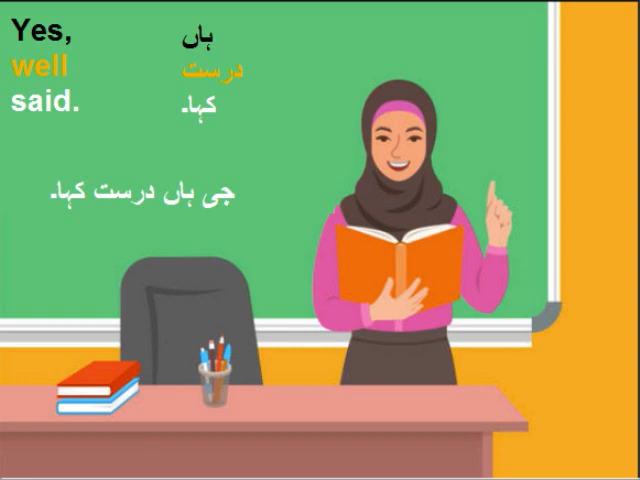 Yes,
well
said.
ہاں
درست
کہا۔
جی ہاں درست کہا۔